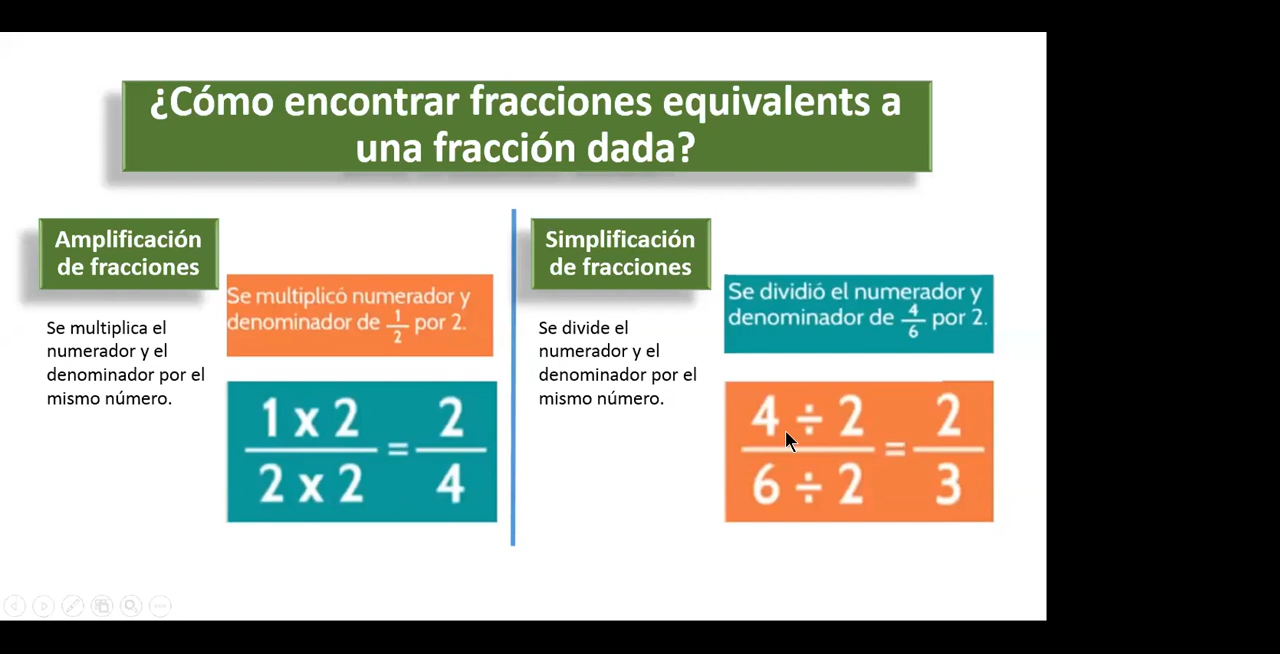 ¿Cómo encontrar fracciones equivalents a
una fracción dada?
Amplificación
de fracciones
Se multiplica el
numerador y el
denominador por el
mismo número.
Se multiplicó numerador y
denominador de 1/2 por 2.
1 x 2 / 2 x 2 = 2 / 4
Simplificación
de fracciones
Se divide el
numerador y el
denominador por el
mismo número.
Se dividió el numerador y
denominador de 4/6 por 2.
4 ÷ 2 / 6 ÷ 2 = 2 / 3